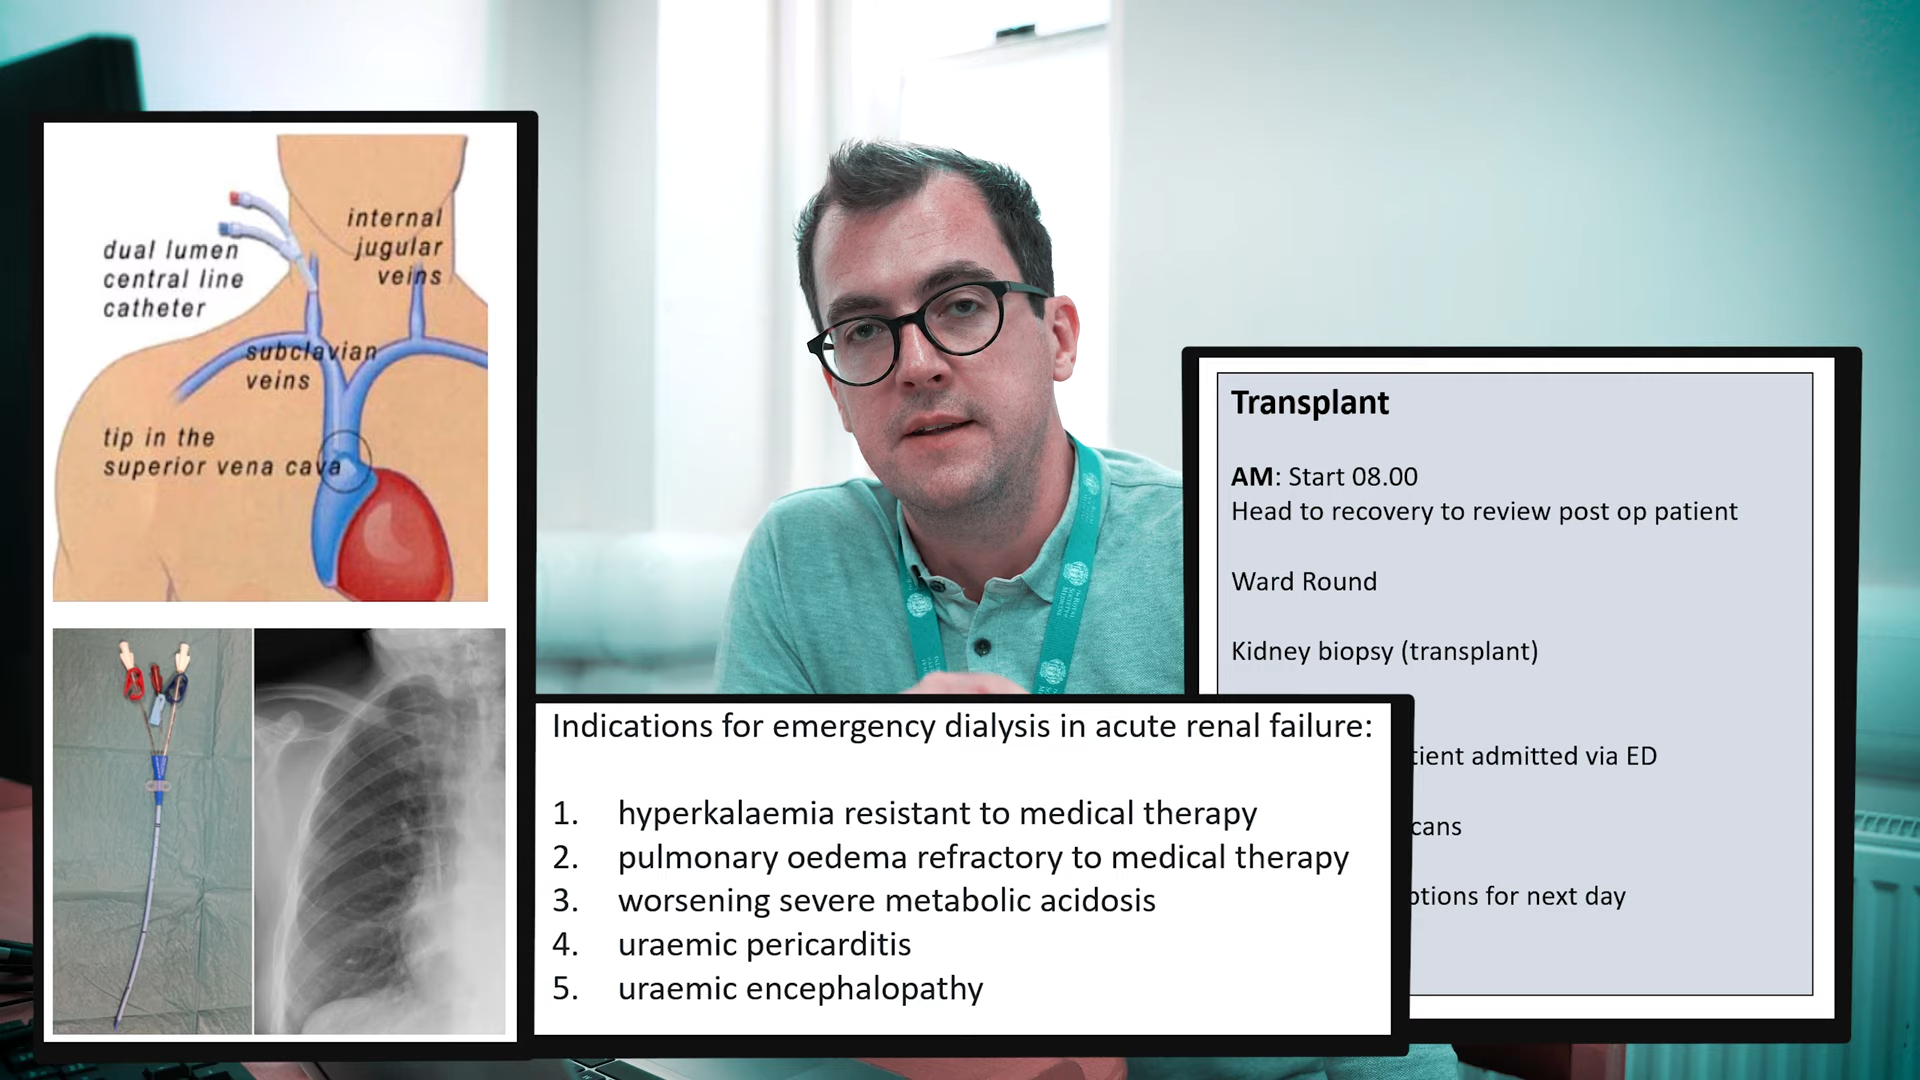 dual lumen
central line
catheter
internal
jugular
veins
subclavian
veins
tip in the
superior vena cava
Indications for emergency dialysis in acute renal failure:
1. hyperkalaemia resistant to medical therapy
2. pulmonary oedema refractory to medical therapy
3. worsening severe metabolic acidosis
4. uraemic pericarditis
5. uraemic encephalopathy
Transplant
AM: Start 08.00
Head to recovery to review post op patient
Ward Round
Kidney biopsy (transplant)
admitted via ED
for next day